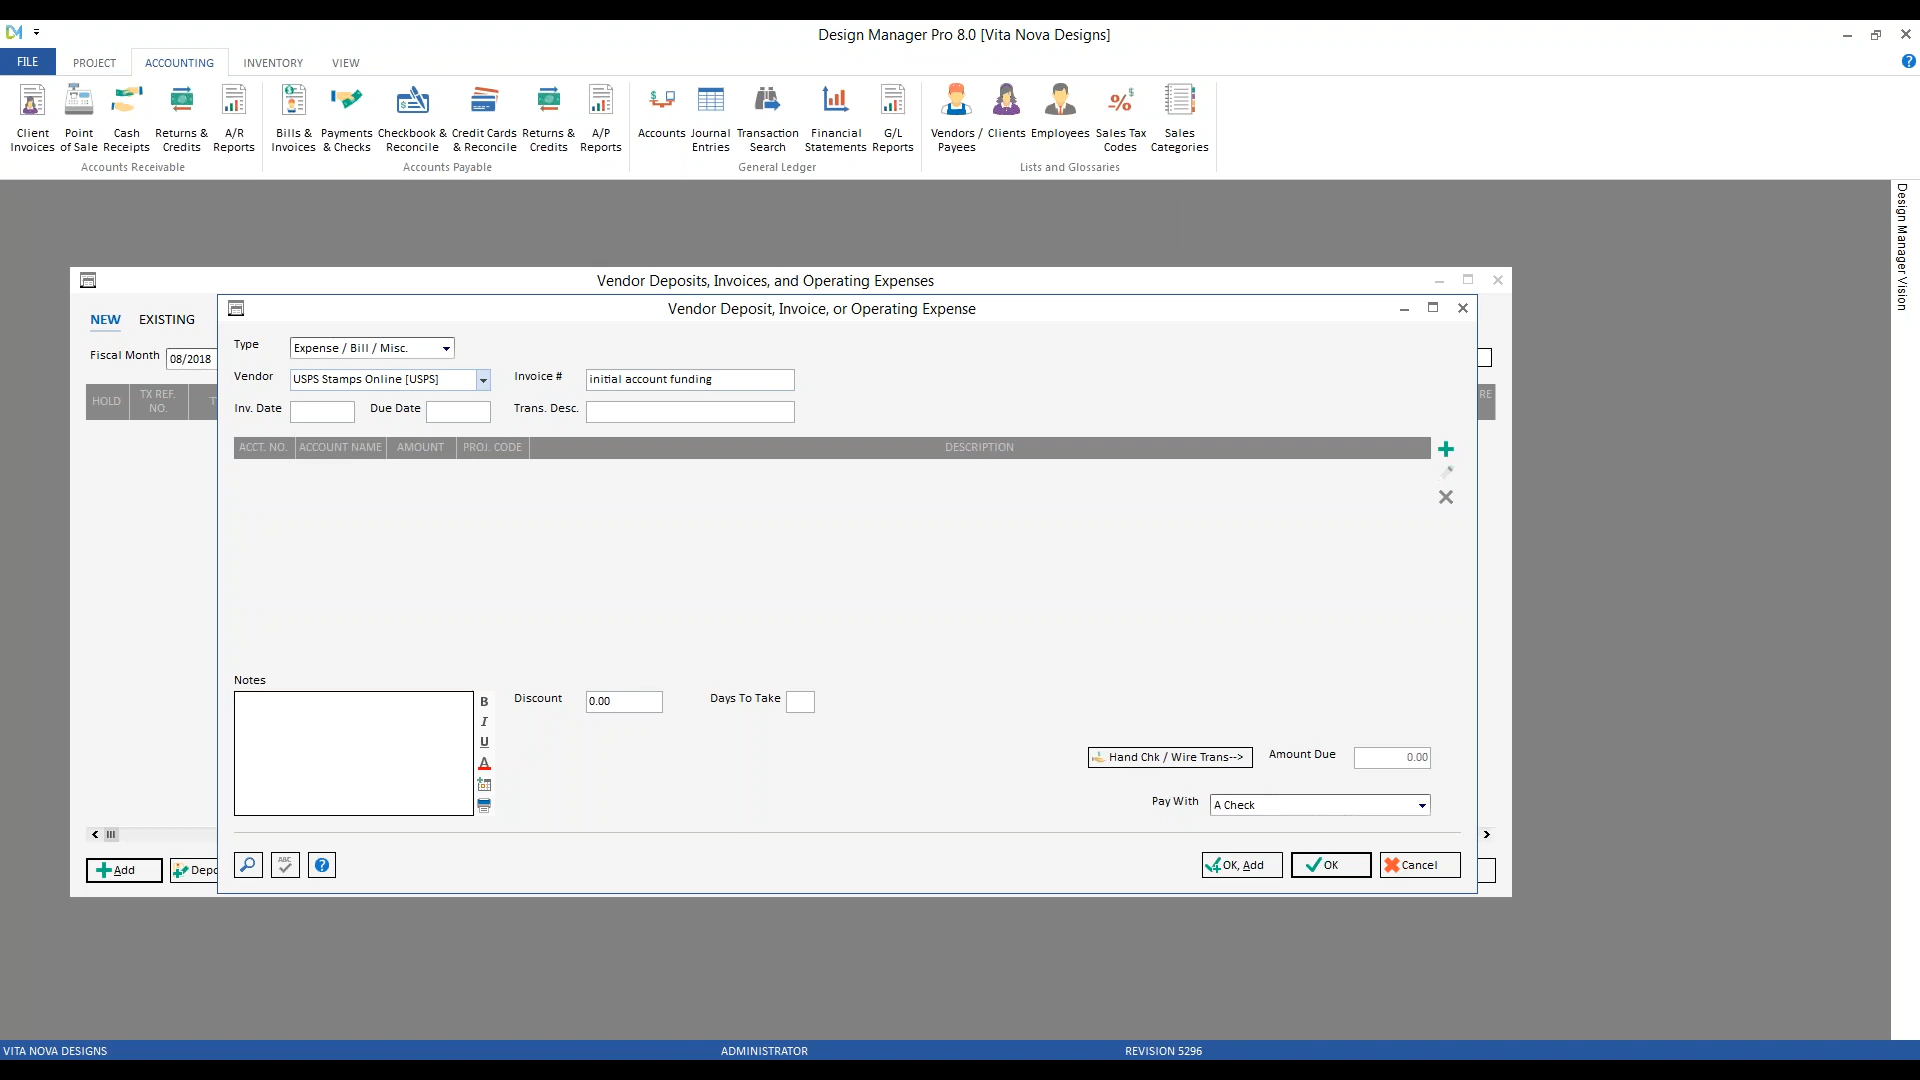 Design Manager Pro 8.0 [Vita Nova Designs]
FILE PROJECT ACCOUNTING INVENTORY VIEW
Client Invoices
Point of Sale
Cash Receipts
Returns & Credits
A/R Reports
Accounts Receivable
Bills & Invoices
Payments & Checks
Checkbook & Reconcile
Credit Cards & Reconcile
Returns & Credits
A/P Reports
Accounts Payable
Accounts
Journal Entries
Transaction Search
Financial Statements
G/L Reports
General Ledger
Vendors / Payees
Clients
Employees
Sales Tax Codes
Sales Categories
Lists and Glossaries
Design Manager Vision
Vendor Deposits, Invoices, and Operating Expenses
NEW EXISTING
Fiscal Month 08/2018
HOLD TX REF. NO. T
RE
Vendor Deposit, Invoice, or Operating Expense
Type Expense / Bill / Misc.
Vendor USPS Stamps Online [USPS] Invoice # initial account funding
Inv. Date Due Date Trans. Desc.
ACCT. NO. ACCOUNT NAME AMOUNT PROJ. CODE DESCRIPTION
Notes
B
I
U
A
Discount 0.00 Days To Take
Hand Chk / Wire Trans--> Amount Due 0.00
Pay With A Check
Add Depo
ABC
OK, Add OK Cancel
VITA NOVA DESIGNS ADMINISTRATOR REVISION 5296